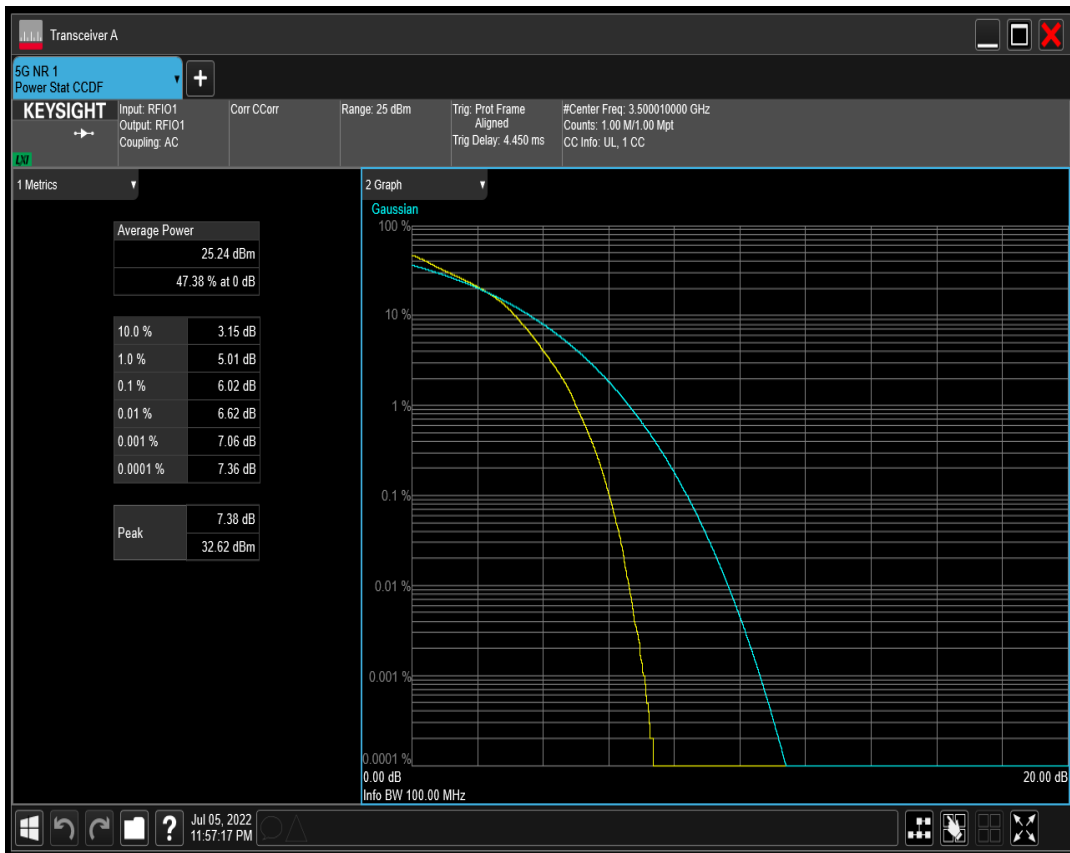 Transceiver A
5G NR 1
Power Stat CCDF
+
KEYSIGHT
LXI
Input: RFIO1
Output: RFIO1
Coupling: AC
Corr CCorr
Range: 25 dBm
Trig: Prot Frame
Aligned
Trig Delay: 4.450 ms
#Center Freq: 3.500010000 GHz
Counts: 1.00 M/1.00 Mpt
CC Info: UL, 1 CC
1 Metrics
Average Power
25.24 dBm
47.38 % at 0 dB
10.0 % 3.15 dB
1.0 % 5.01 dB
0.1 % 6.02 dB
0.01 % 6.62 dB
0.001 % 7.06 dB
0.0001 % 7.36 dB
Peak
7.38 dB
32.62 dBm
2 Graph
Gaussian
100 %
10 %
1 %
0.1 %
0.01 %
0.001 %
0.0001 %
0.00 dB 20.00 dB
Info BW 100.00 MHz
?
Jul 05, 2022
11:57:17 PM